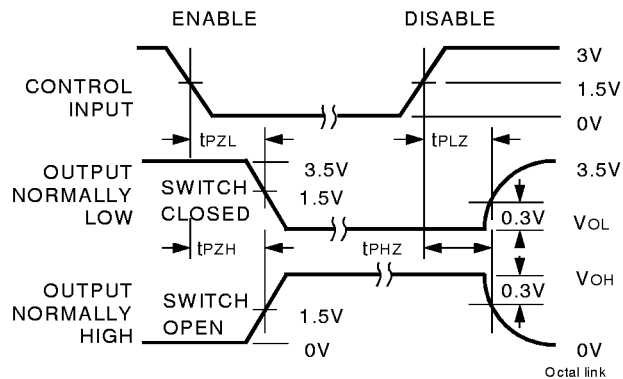 ENABLE DISABLE
3V
CONTROL
INPUT
1.5V
0V
tPZL
tPLZ
OUTPUT
NORMALLY
LOW
3.5V
SWITCH
CLOSED
1.5V
3.5V
0.3V
VOL
tPZH
tPHZ
OUTPUT
NORMALLY
HIGH
SWITCH
OPEN
1.5V
0V
VOH
0.3V
0V
Octal link